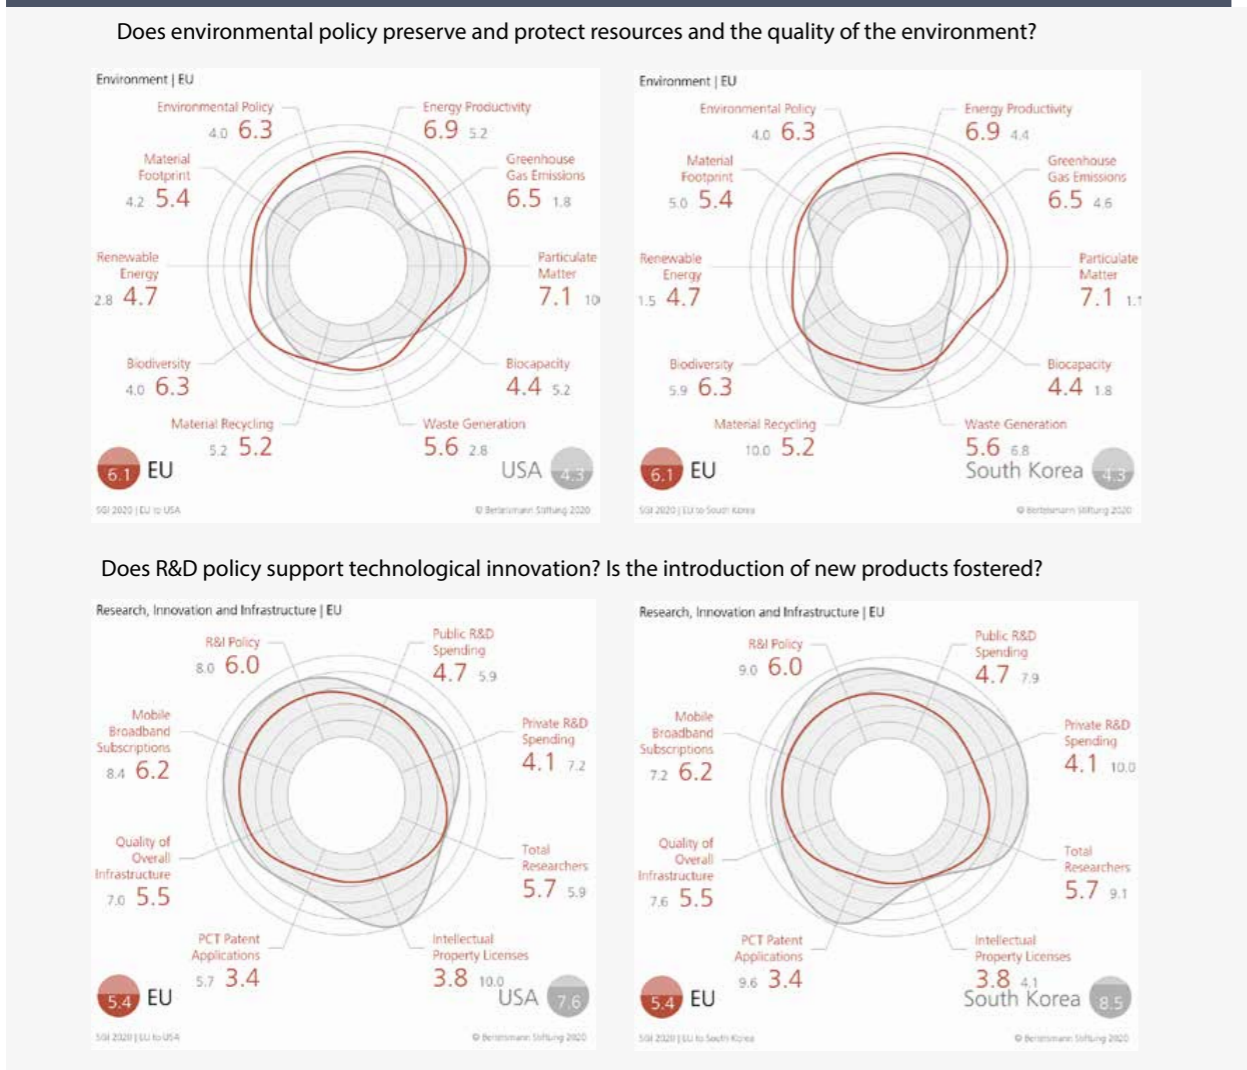 Does environmental policy preserve and protect resources and the quality of the environment?
Environment | EU
Environmental Policy
4.0 6.3
Energy Productivity
6.9 5.2
Material
Footprint
4.2 5.4
Greenhouse
Gas Emissions
6.5 1.8
Renewable
Energy
2.8 4.7
Particulate
Matter
7.1 10
Biodiversity
4.0 6.3
Biocapacity
4.4 5.2
Material Recycling
5.2 5.2
Waste Generation
5.6 2.8
6.1 EU
USA 4.3
SGI 2020 | EU to USA
© Bertelsmann Stiftung 2020
Environment | EU
Environmental Policy
4.0 6.3
Energy Productivity
6.9 4.4
Material
Footprint
5.0 5.4
Greenhouse
Gas Emissions
6.5 4.6
Renewable
Energy
1.5 4.7
Particulate
Matter
7.1 1.1
Biodiversity
5.9 6.3
Biocapacity
4.4 1.8
Material Recycling
10.0 5.2
Waste Generation
5.6 6.8
6.1 EU
South Korea 4.3
SGI 2020 | EU to South Korea
© Bertelsmann Stiftung 2020
Does R&D policy support technological innovation? Is the introduction of new products fostered?
Research, Innovation and Infrastructure | EU
R&I Policy
8.0 6.0
Public R&D
Spending
4.7 5.9
Mobile
Broadband
Subscriptions
8.4 6.2
Private R&D
Spending
4.1 7.2
Quality of
Overall
Infrastructure
7.0 5.5
Total
Researchers
5.7 5.9
PCT Patent
Applications
5.7 3.4
Intellectual
Property Licenses
3.8 10.0
5.4 EU
USA 7.6
SGI 2020 | EU to USA
© Bertelsmann Stiftung 2020
Research, Innovation and Infrastructure | EU
R&I Policy
9.0 6.0
Public R&D
Spending
4.7 7.9
Mobile
Broadband
Subscriptions
7.2 6.2
Private R&D
Spending
4.1 10.0
Quality of
Overall
Infrastructure
7.6 5.5
Total
Researchers
5.7 9.1
PCT Patent
Applications
9.6 3.4
Intellectual
Property Licenses
3.8 4.1
5.4 EU
South Korea 8.5
SGI 2020 | EU to South Korea
© Bertelsmann Stiftung 2020